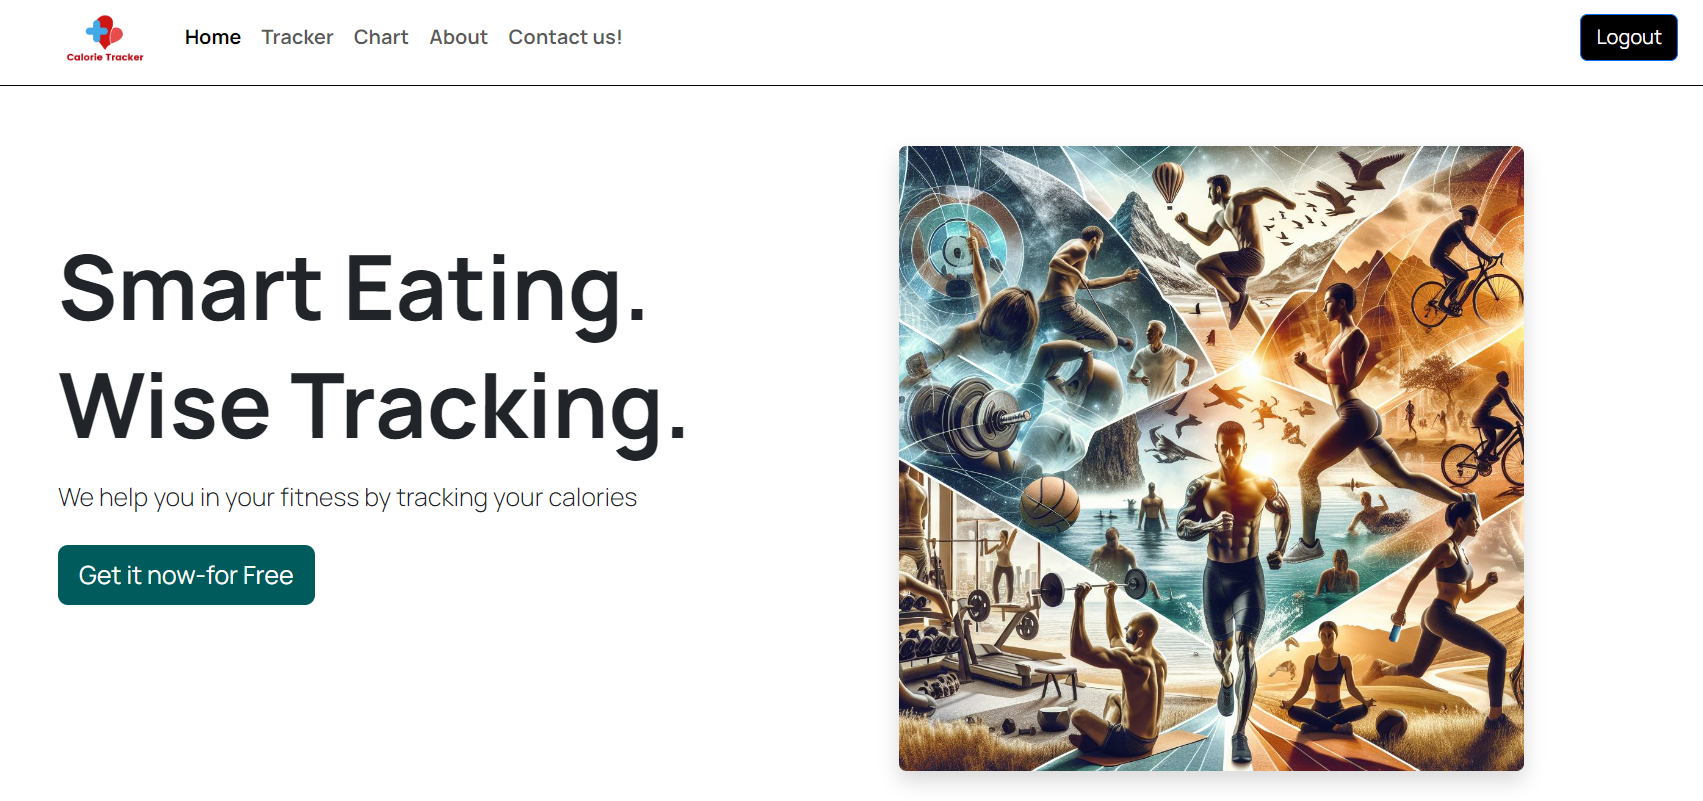 Calorie Tracker
Home Tracker Chart About Contact us!
Logout
Smart Eating.
Wise Tracking.
We help you in your fitness by tracking your calories
Get it now-for Free